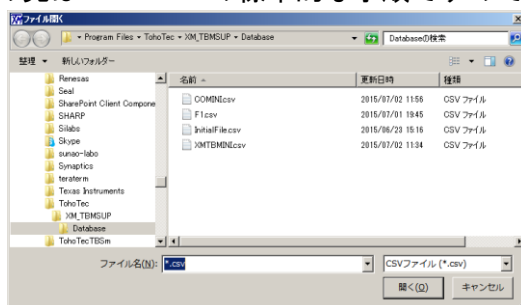 ファイル開く
« Program Files « TohoTec « XM_TBMSUP « Database
Databaseの検索
整理
新しいフォルダー
名前
更新日時
種類
Renesas
Seal
SharePoint Client Compone
SHARP
Silabs
Skype
sunao-labo
Synaptics
teraterm
Texas Instruments
TohoTec
XM_TBMSUP
Database
TohoTecTBSm
COMINI.csv
2015/07/02 11:56
CSV ファイル
F1.csv
2015/07/01 19:45
CSV ファイル
InitialFile.csv
2015/06/23 15:16
CSV ファイル
XMTBMINI.csv
2015/07/02 11:34
CSV ファイル
ファイル名(N):
*.csv
CSVファイル (*.csv)
開く(O)
キャンセル